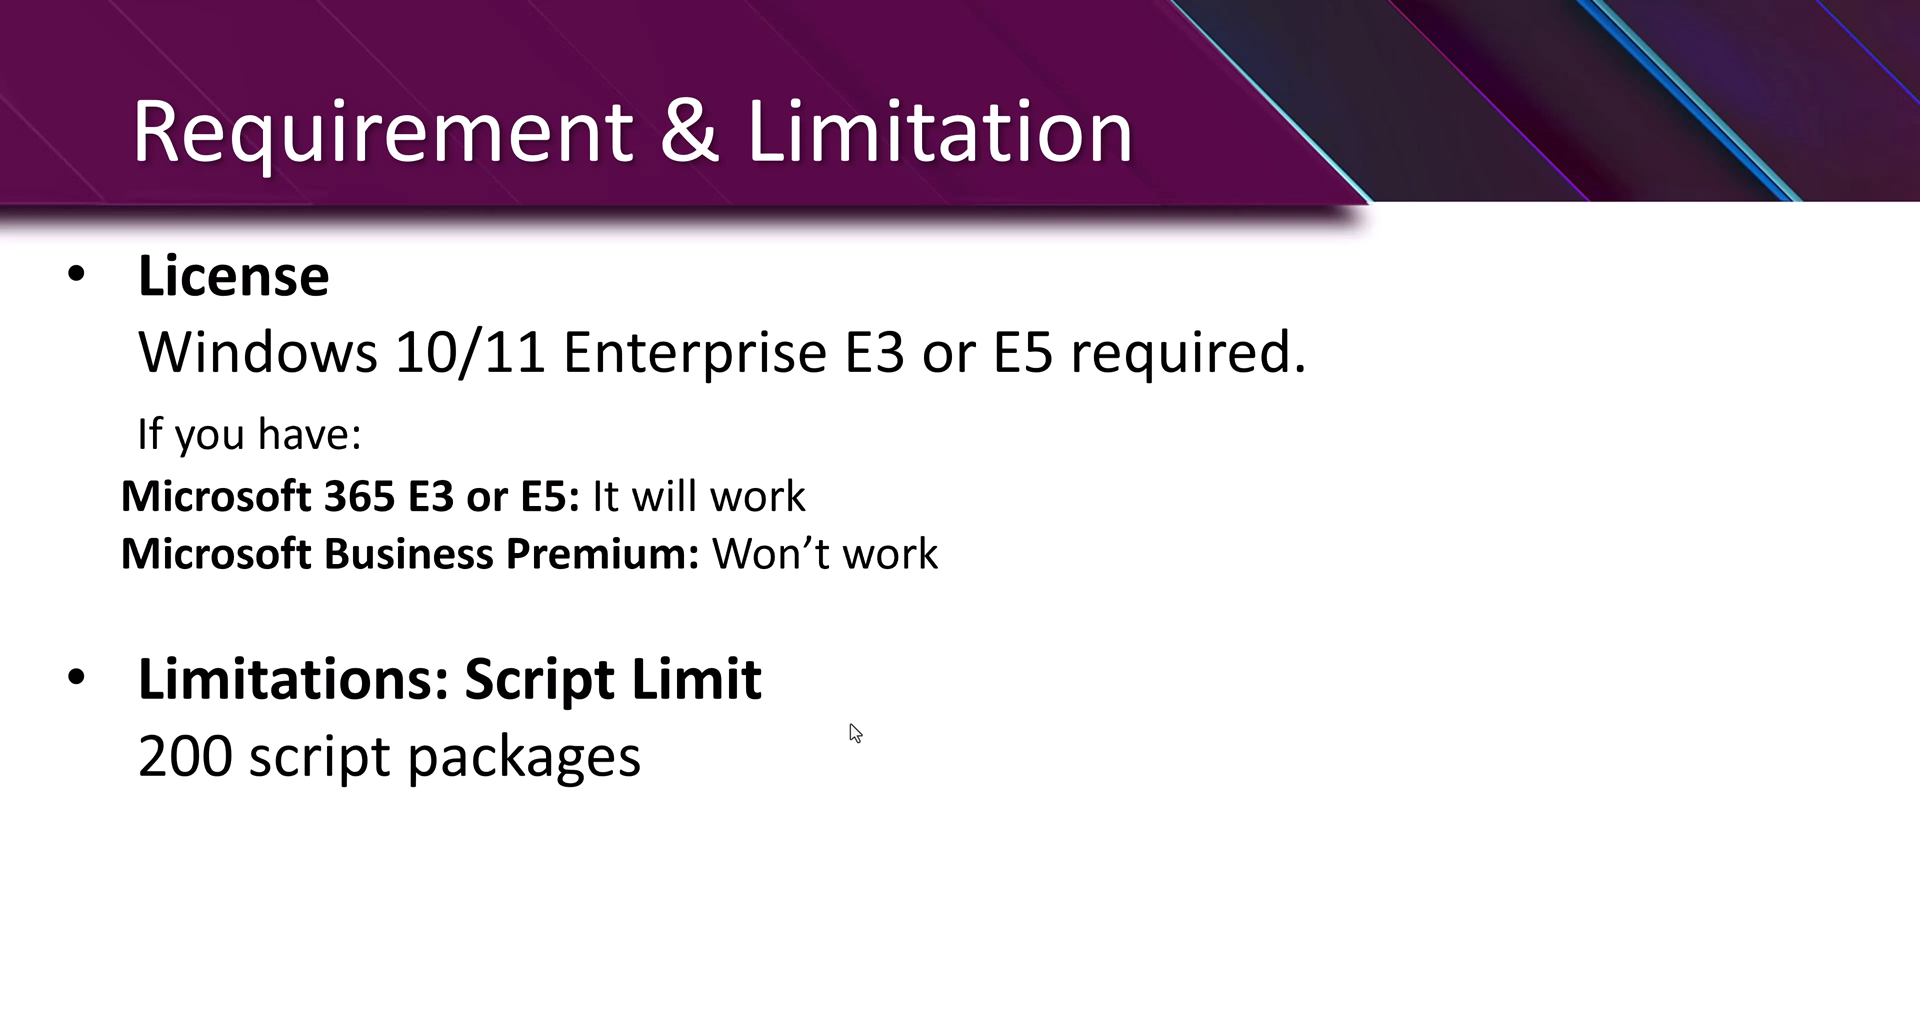 Requirement & Limitation
• License
Windows 10/11 Enterprise E3 or E5 required.
If you have:
Microsoft 365 E3 or E5: It will work
Microsoft Business Premium: Won’t work
• Limitations: Script Limit
200 script packages